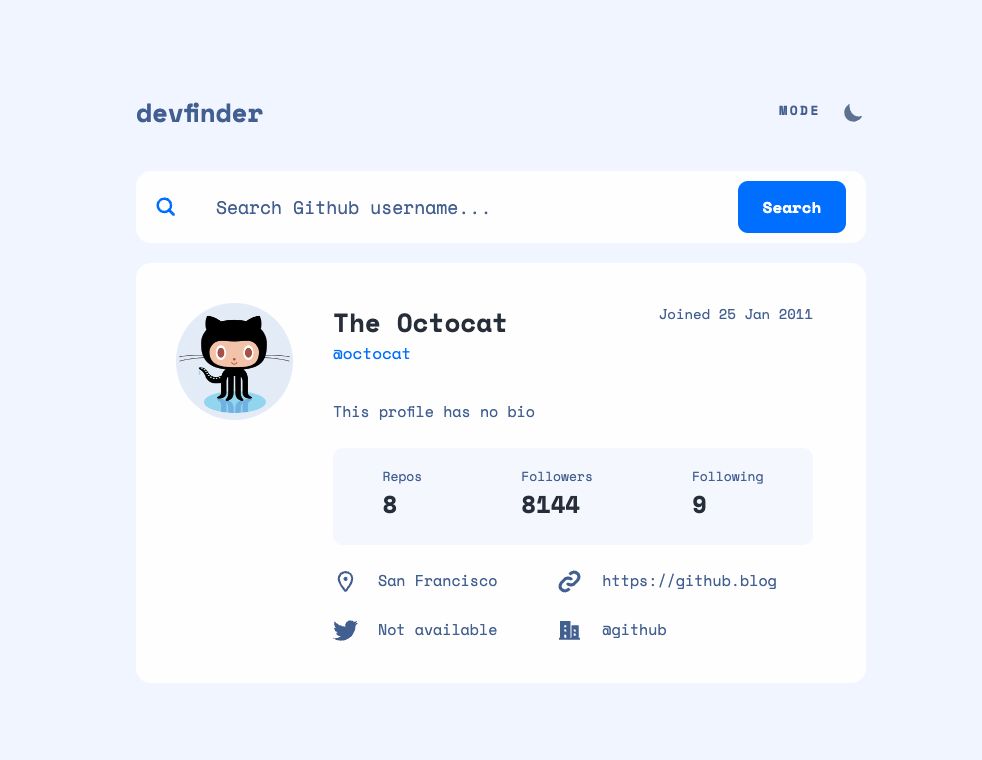 devfinder
MODE
Search Github username...
Search
The Octocat
Joined 25 Jan 2011
@octocat
This profile has no bio
Repos Followers Following
8 8144 9
San Francisco https://github.blog
Not available @github